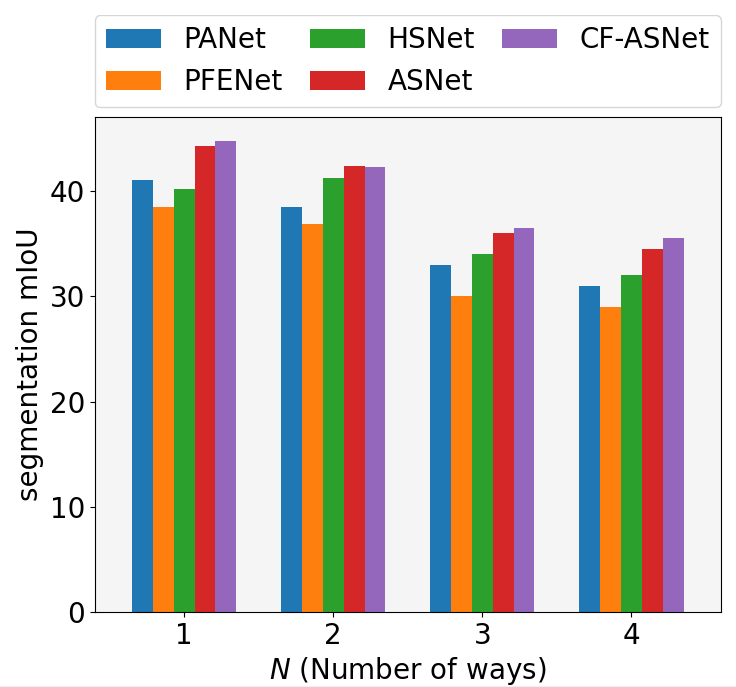 PANet HSNet CF-ASNet
PFENet ASNet
segmentation mIoU
40
30
20
10
0
1 2 3 4
N (Number of ways)